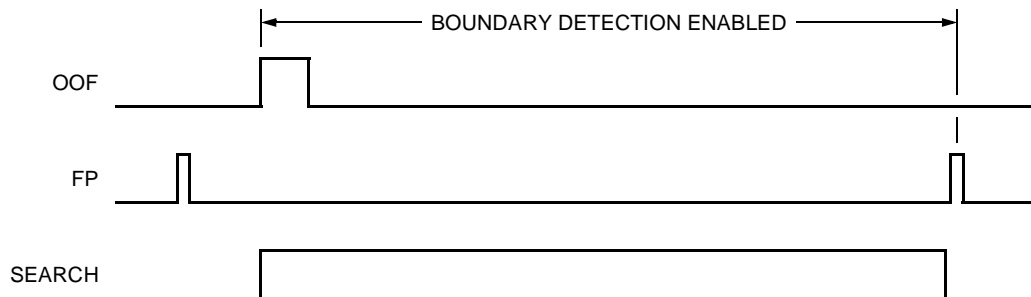 BOUNDARY DETECTION ENABLED
OOF
FP
SEARCH